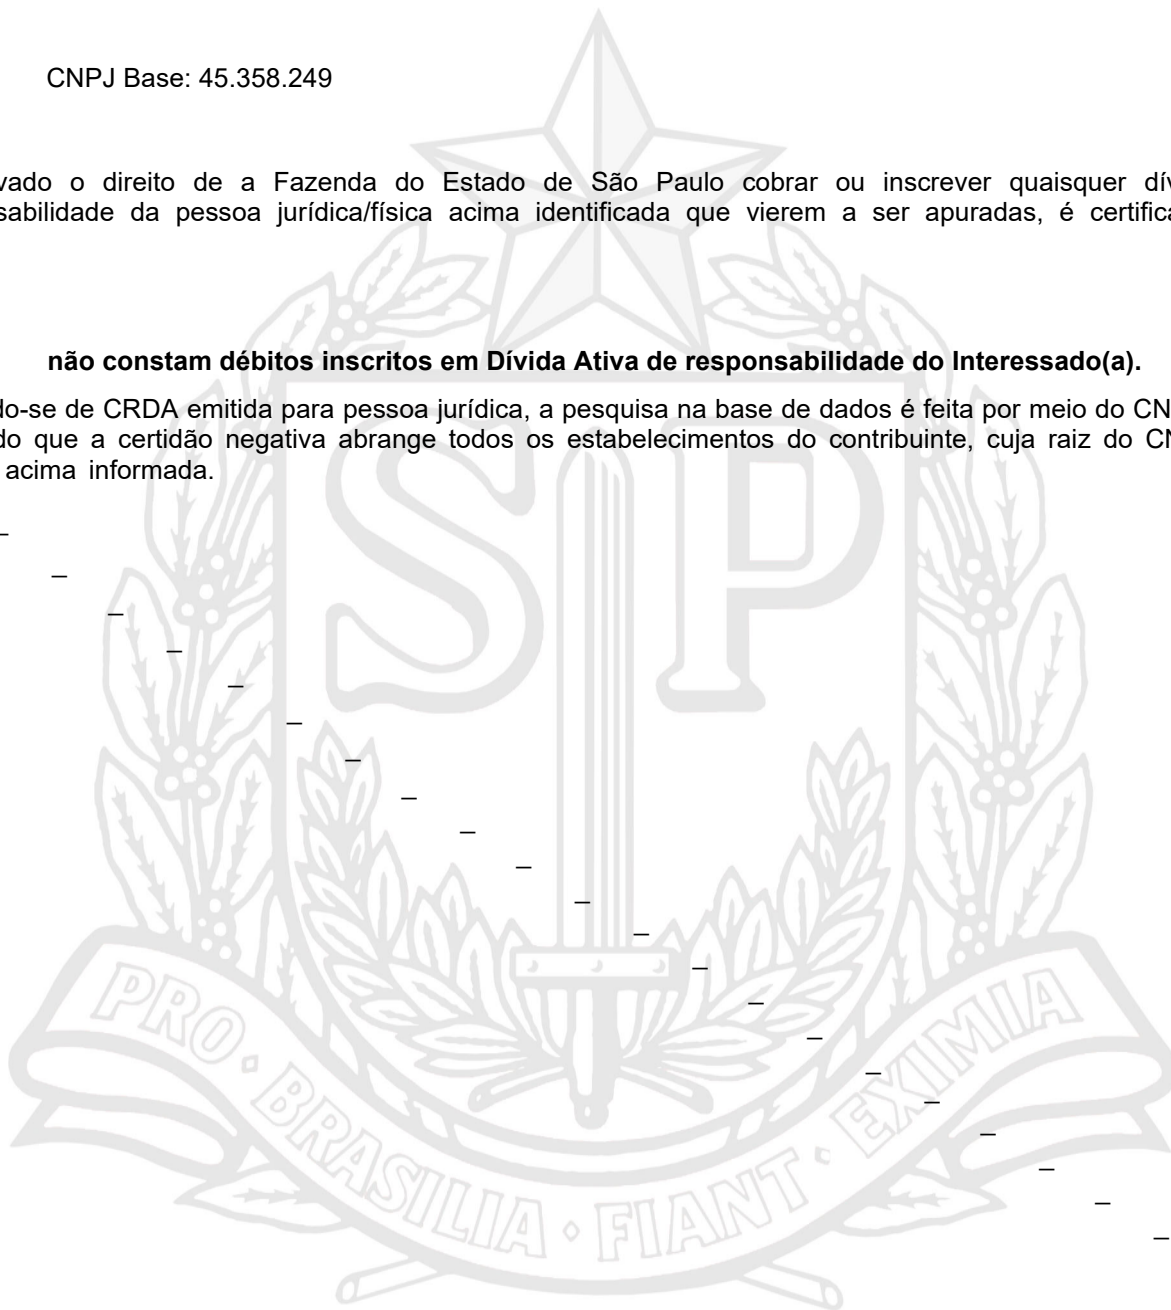 CNPJ Base: 45.358.249
vado o direito de a Fazenda do Estado de São Paulo cobrar ou inscrever quaisquer dív
sabilidade da pessoa jurídica/física acima identificada que vierem a ser apuradas, é certifica
não constam débitos inscritos em Dívida Ativa de responsabilidade do Interessado(a).
do-se de CRDA emitida para pessoa jurídica, a pesquisa na base de dados é feita por meio do CN
do que a certidão negativa abrange todos os estabelecimentos do contribuinte, cuja raiz do CN
acima informada.
SP
PRO • BRASILIA • FIANT • EXIMIA